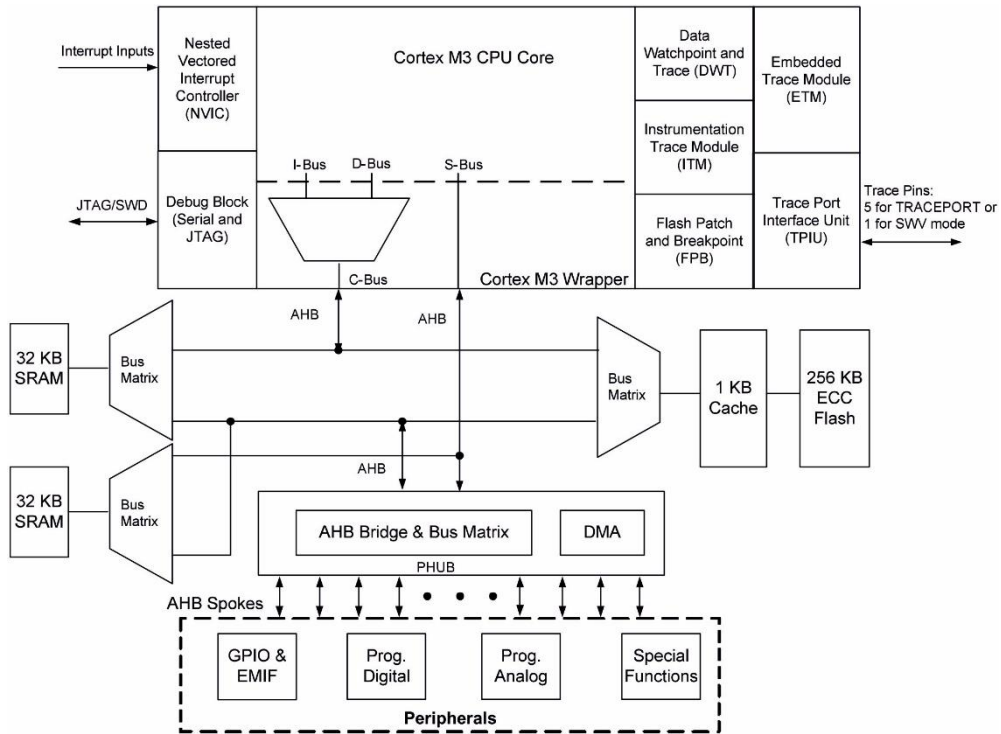 Interrupt Inputs
Nested
Vectored
Interrupt
Controller
(NVIC)
Cortex M3 CPU Core
Data
Watchpoint and
Trace (DWT)
Embedded
Trace Module
(ETM)
Instrumentation
Trace Module
(ITM)
I-Bus
D-Bus
S-Bus
JTAG/SWD
Debug Block
(Serial and
JTAG)
Flash Patch
and Breakpoint
(FPB)
Trace Port
Interface Unit
(TPIU)
Trace Pins:
5 for TRACEPORT or
1 for SWV mode
C-Bus
Cortex M3 Wrapper
AHB
AHB
32 KB
SRAM
Bus
Matrix
Bus
Matrix
1 KB
Cache
256 KB
ECC
Flash
AHB
32 KB
SRAM
Bus
Matrix
AHB Bridge & Bus Matrix
DMA
PHUB
AHB Spokes
GPIO &
EMIF
Prog.
Digital
Prog.
Analog
Special
Functions
Peripherals